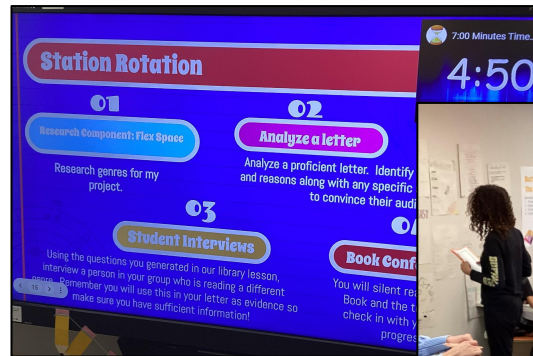 7:00 Minutes Time..
4:50
Station Rotation
01
Research Component: Flex Space
Research genres for my
project.
02
Analyze a letter
Analyze a proficient letter. Identify
and reasons along with any specific
to convince their
03
Student Interviews
Using the questions you generated in our library lesson,
interview a person in your group who is reading a different
Remember you will use this in your letter as evidence so
make sure you have sufficient information!
Book
You will silent
Book and the
check in with
16